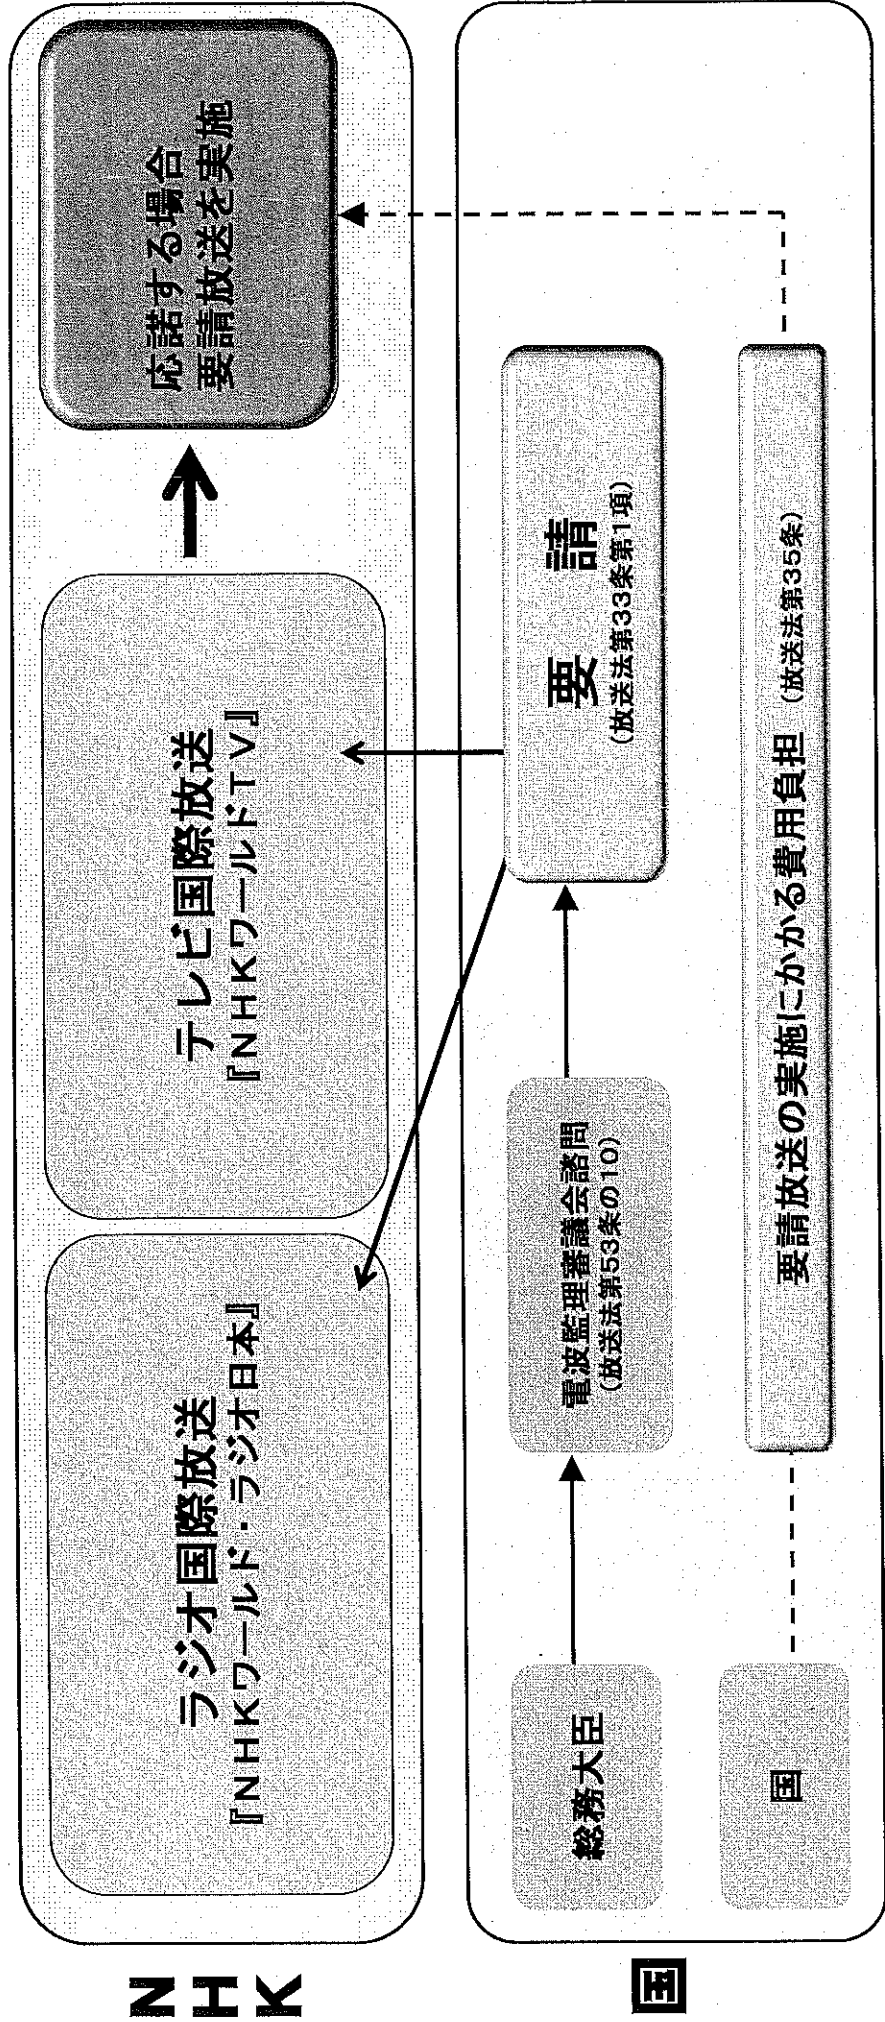 NHK
ラジオ国際放送
『NHKワールド・ラジオ日本』
テレビ国際放送
『NHKワールドTV』
応諾する場合
要請放送を実施
国
総務大臣
電波監理審議会諮問
(放送法第53条の10)
要　請
(放送法第33条第1項)
国
要請放送の実施にかかる費用負担 (放送法第35条)